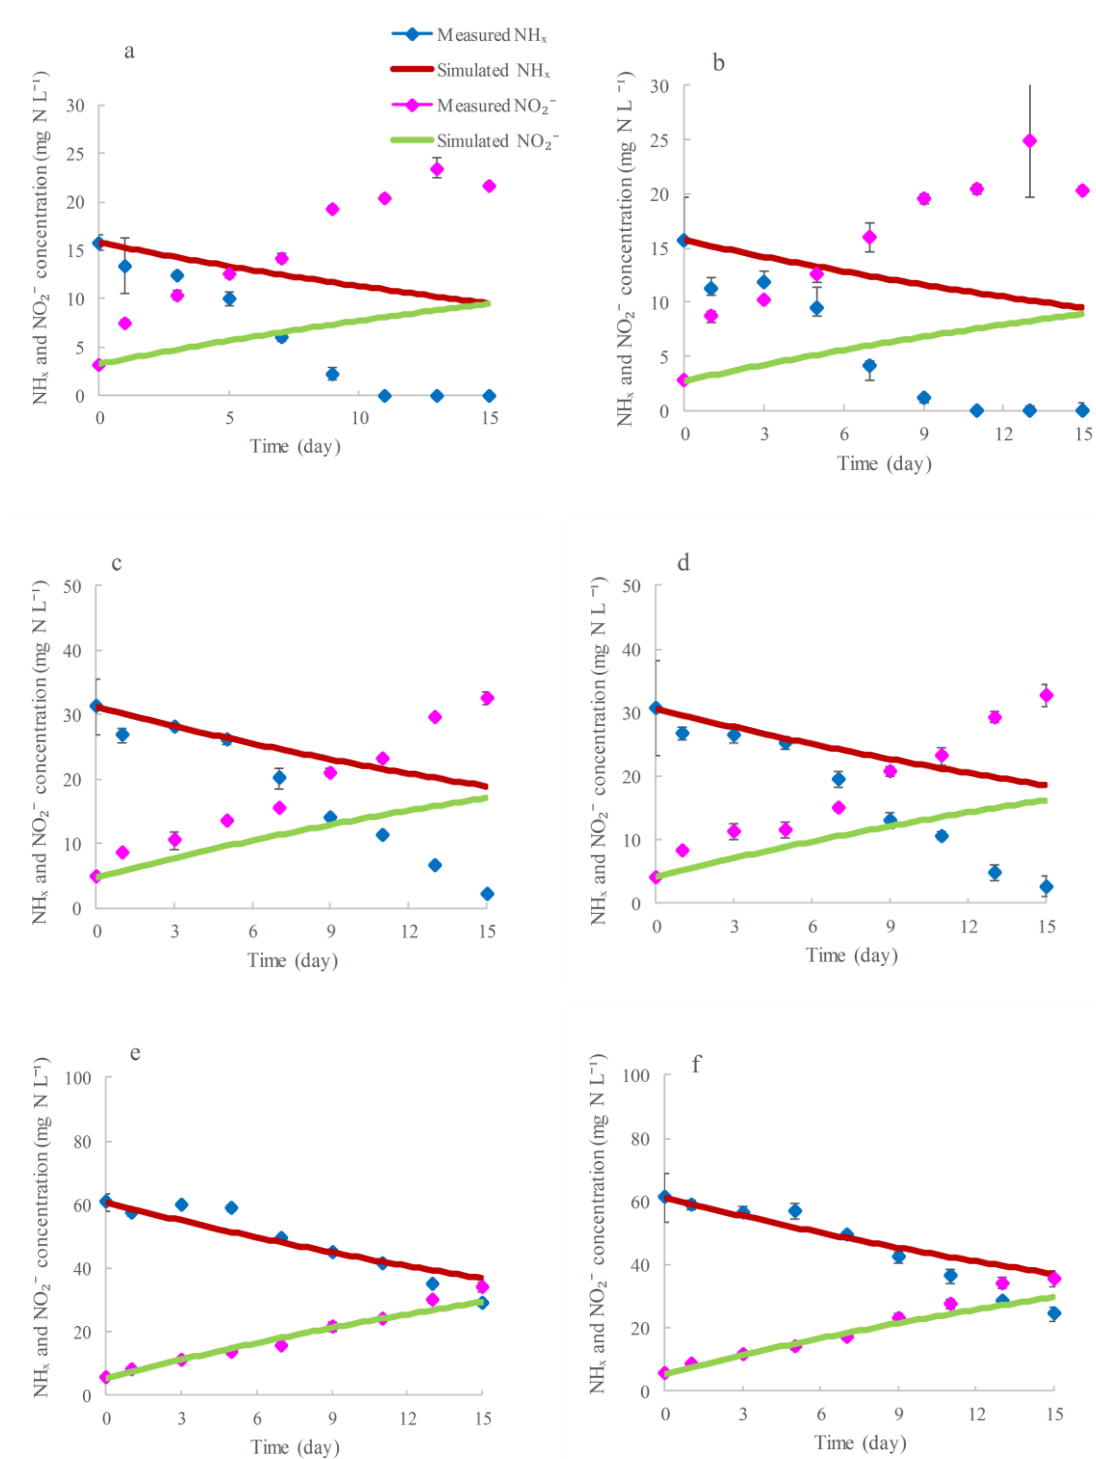 a
Measured NHₓ
Simulated NHₓ
Measured NO₂⁻
Simulated NO₂⁻
NHₓ and NO₂⁻ concentration (mg N L⁻¹)
30
25
20
15
10
5
0
0 5 10 15
Time (day)
b
NHₓ and NO₂⁻ concentration (mg N L⁻¹)
30
25
20
15
10
5
0
0 3 6 9 12 15
Time (day)
c
NHₓ and NO₂⁻ concentration (mg N L⁻¹)
50
40
30
20
10
0
0 3 6 9 12 15
Time (day)
d
NHₓ and NO₂⁻ concentration (mg N L⁻¹)
50
40
30
20
10
0
0 3 6 9 12 15
Time (day)
e
NHₓ and NO₂⁻ concentration (mg N L⁻¹)
100
80
60
40
20
0
0 3 6 9 12 15
Time (day)
f
NHₓ and NO₂⁻ concentration (mg N L⁻¹)
100
80
60
40
20
0
0 3 6 9 12 15
Time (day)